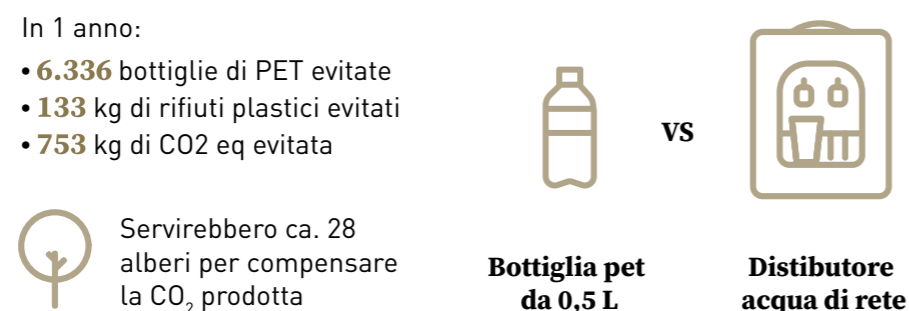 In 1 anno:
• 6.336 bottiglie di PET evitate
• 133 kg di rifiuti plastici evitati
• 753 kg di CO2 eq evitata
Servirebbero ca. 28
alberi per compensare
la CO₂ prodotta
vs
Bottiglia pet
da 0,5 L
Distibutore
acqua di rete